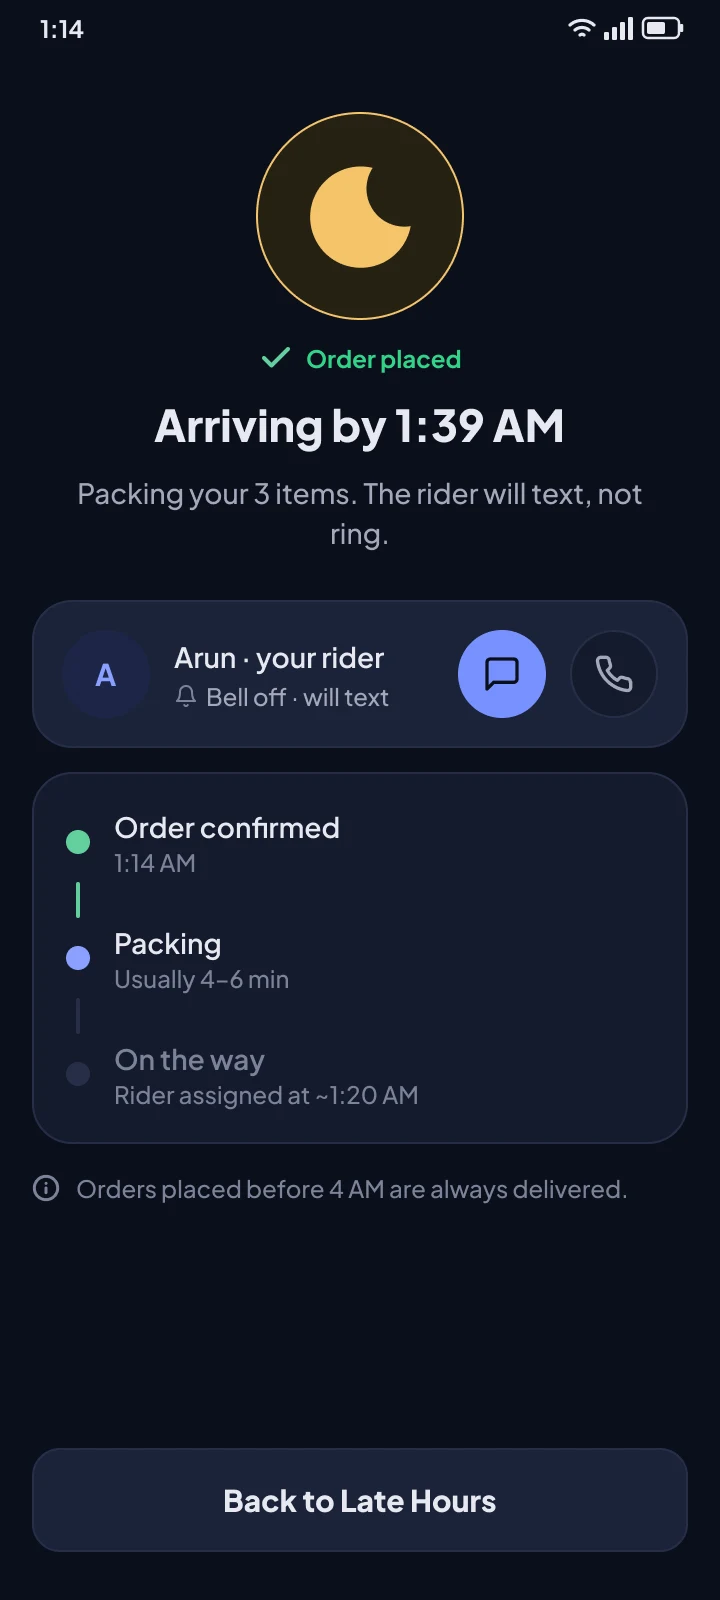 1:14
Order placed
Arriving by 1:39 AM
Packing your 3 items. The rider will text, not
ring.
A
Arun · your rider
Bell off · will text
Order confirmed
1:14 AM
Packing
Usually 4–6 min
On the way
Rider assigned at ~1:20 AM
Orders placed before 4 AM are always delivered.
Back to Late Hours